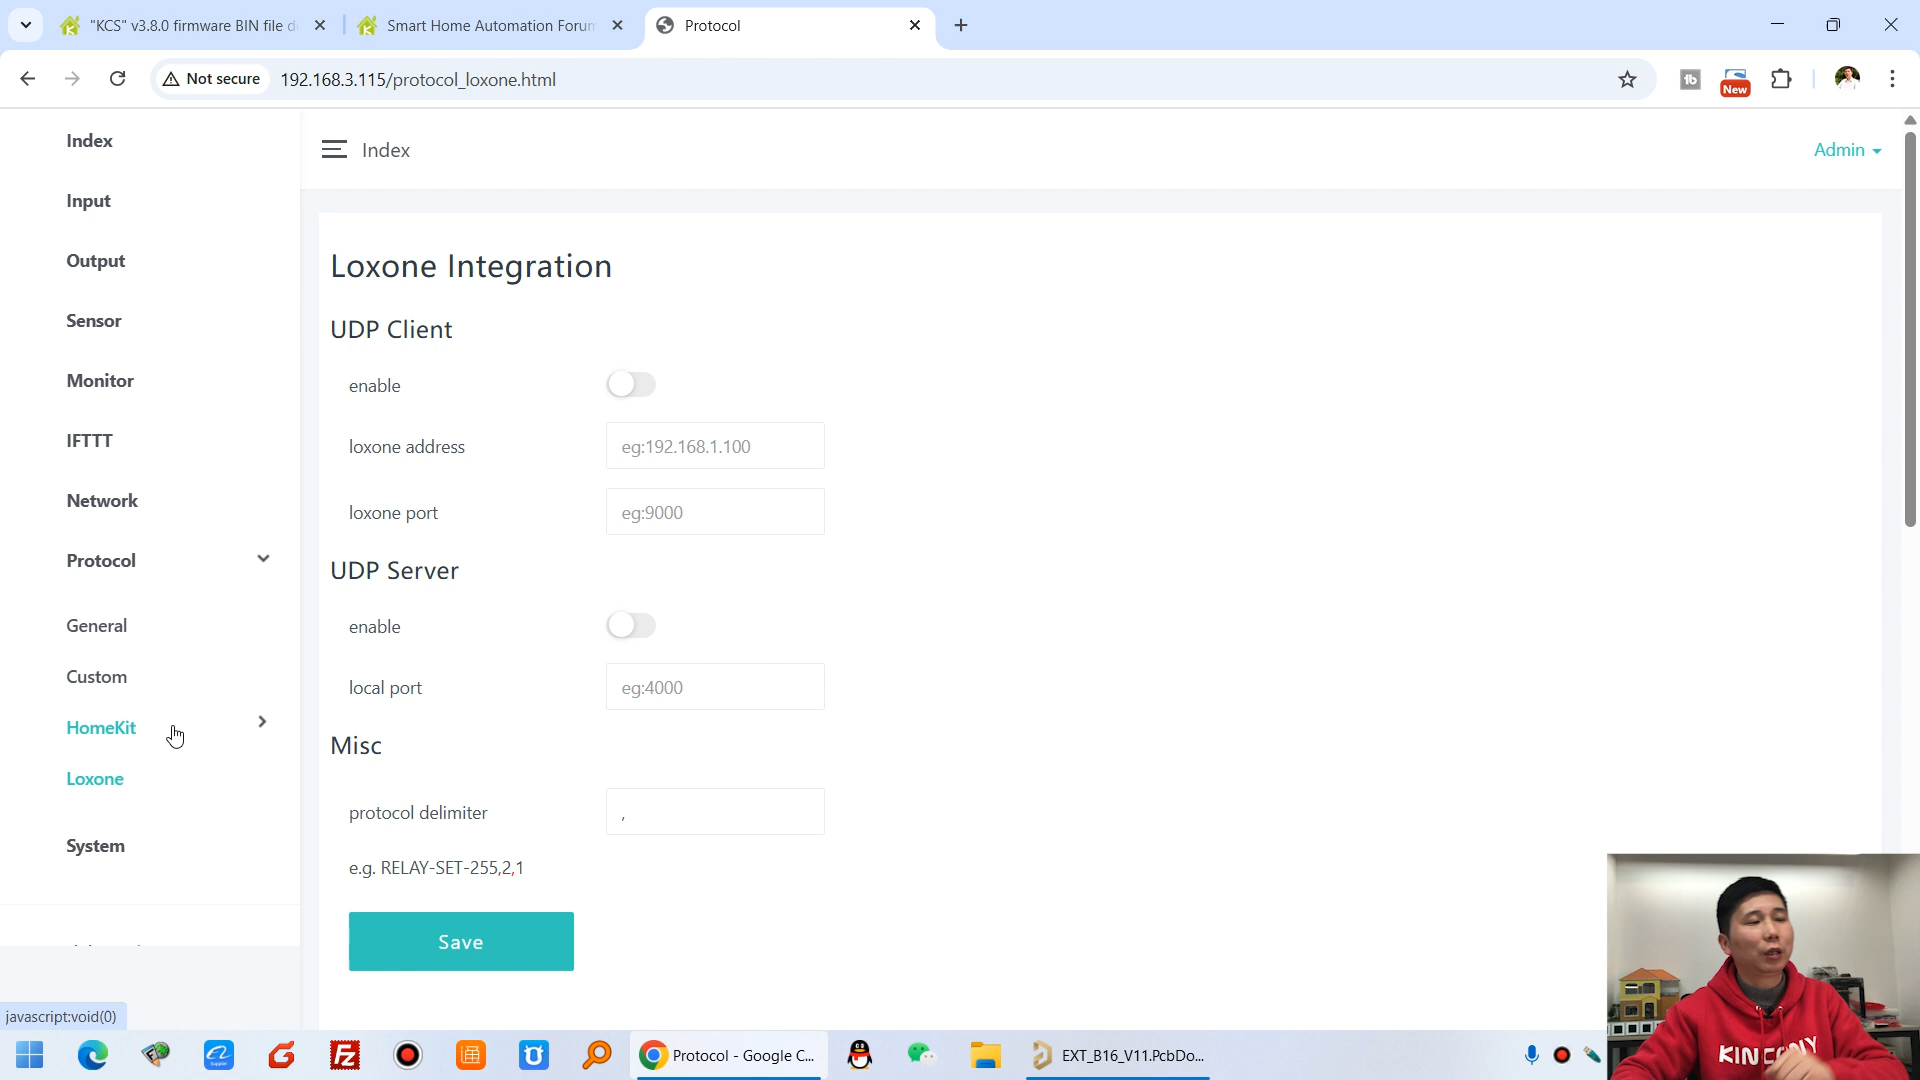 "KCS" v3.8.0 firmware BIN file d
Smart Home Automation Forun
Protocol
Not secure
192.168.3.115/protocol_loxone.html
New
Index
Input
Output
Sensor
Monitor
IFTTT
Network
Protocol
General
Custom
HomeKit
Loxone
System
Index
Admin
Loxone Integration
UDP Client
enable
loxone address
eg:192.168.1.100
loxone port
eg:9000
UDP Server
enable
local port
eg:4000
Misc
protocol delimiter
,
e.g. RELAY-SET-255,2,1
Save
javascript:void(0)
Protocol - Google C...
EXT_B16_V11.PcbDo...
KINCONY